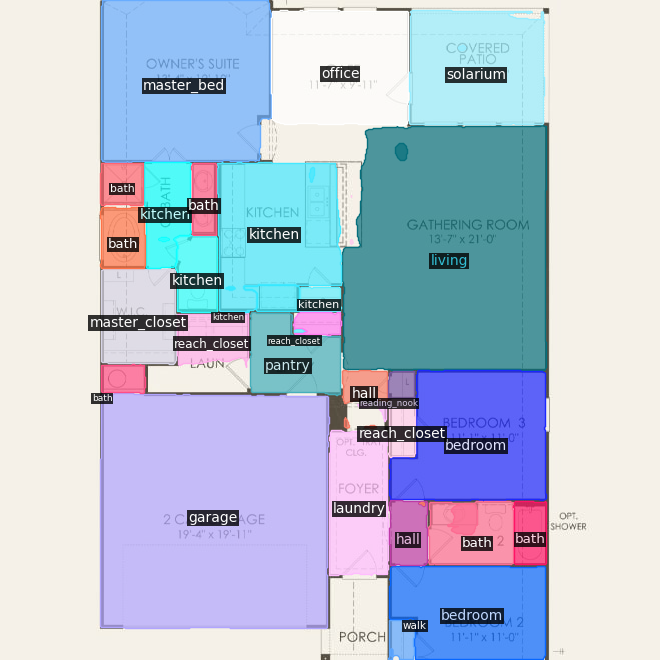 OWNER'S SUITE
master_bed
office
11'-7" x 9'-11"
COVERED
PATIO
solarium
bath
BATH
bath
kitchen
bath
KITCHEN
kitchen
GATHERING ROOM
13'-7" x 21'-0"
living
kitchen
kitchen
W.I.C.
master_closet
kitchen
reach_closet
reach_closet
LAUN
pantry
bath
hall
reading_nook
BEDROOM 3
reach_closet
bedroom
OPT.
CLG.
FOYER
laundry
garage
19'-4" x 19'-11"
hall
bath
2
bath
OPT.
SHOWER
bedroom
BEDROOM 2
walk
11'-1" x 11'-0"
PORCH